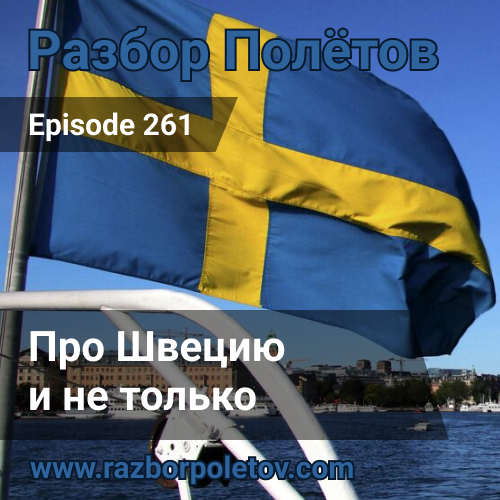 Разбор Полётов
Episode 261
Про Швецию
и не только
www.razborpoletov.com